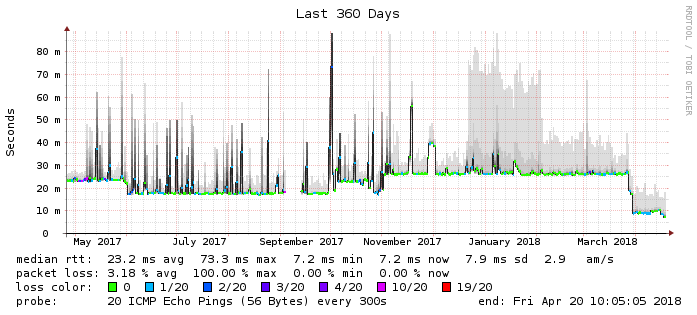 Last 360 Days
RRDTOOL / TOBI OETIKER
Seconds
80 m
70 m
60 m
50 m
40 m
30 m
20 m
10 m
0
May 2017 July 2017 September 2017 November 2017 January 2018 March 2018
median rtt: 23.2 ms avg 73.3 ms max 7.2 ms min 7.2 ms now 7.9 ms sd 2.9 am/s
packet loss: 3.18 % avg 100.00 % max 0.00 % min 0.00 % now
loss color: 0 1/20 2/20 3/20 4/20 10/20 19/20
probe: 20 ICMP Echo Pings (56 Bytes) every 300s end: Fri Apr 20 10:05:05 2018